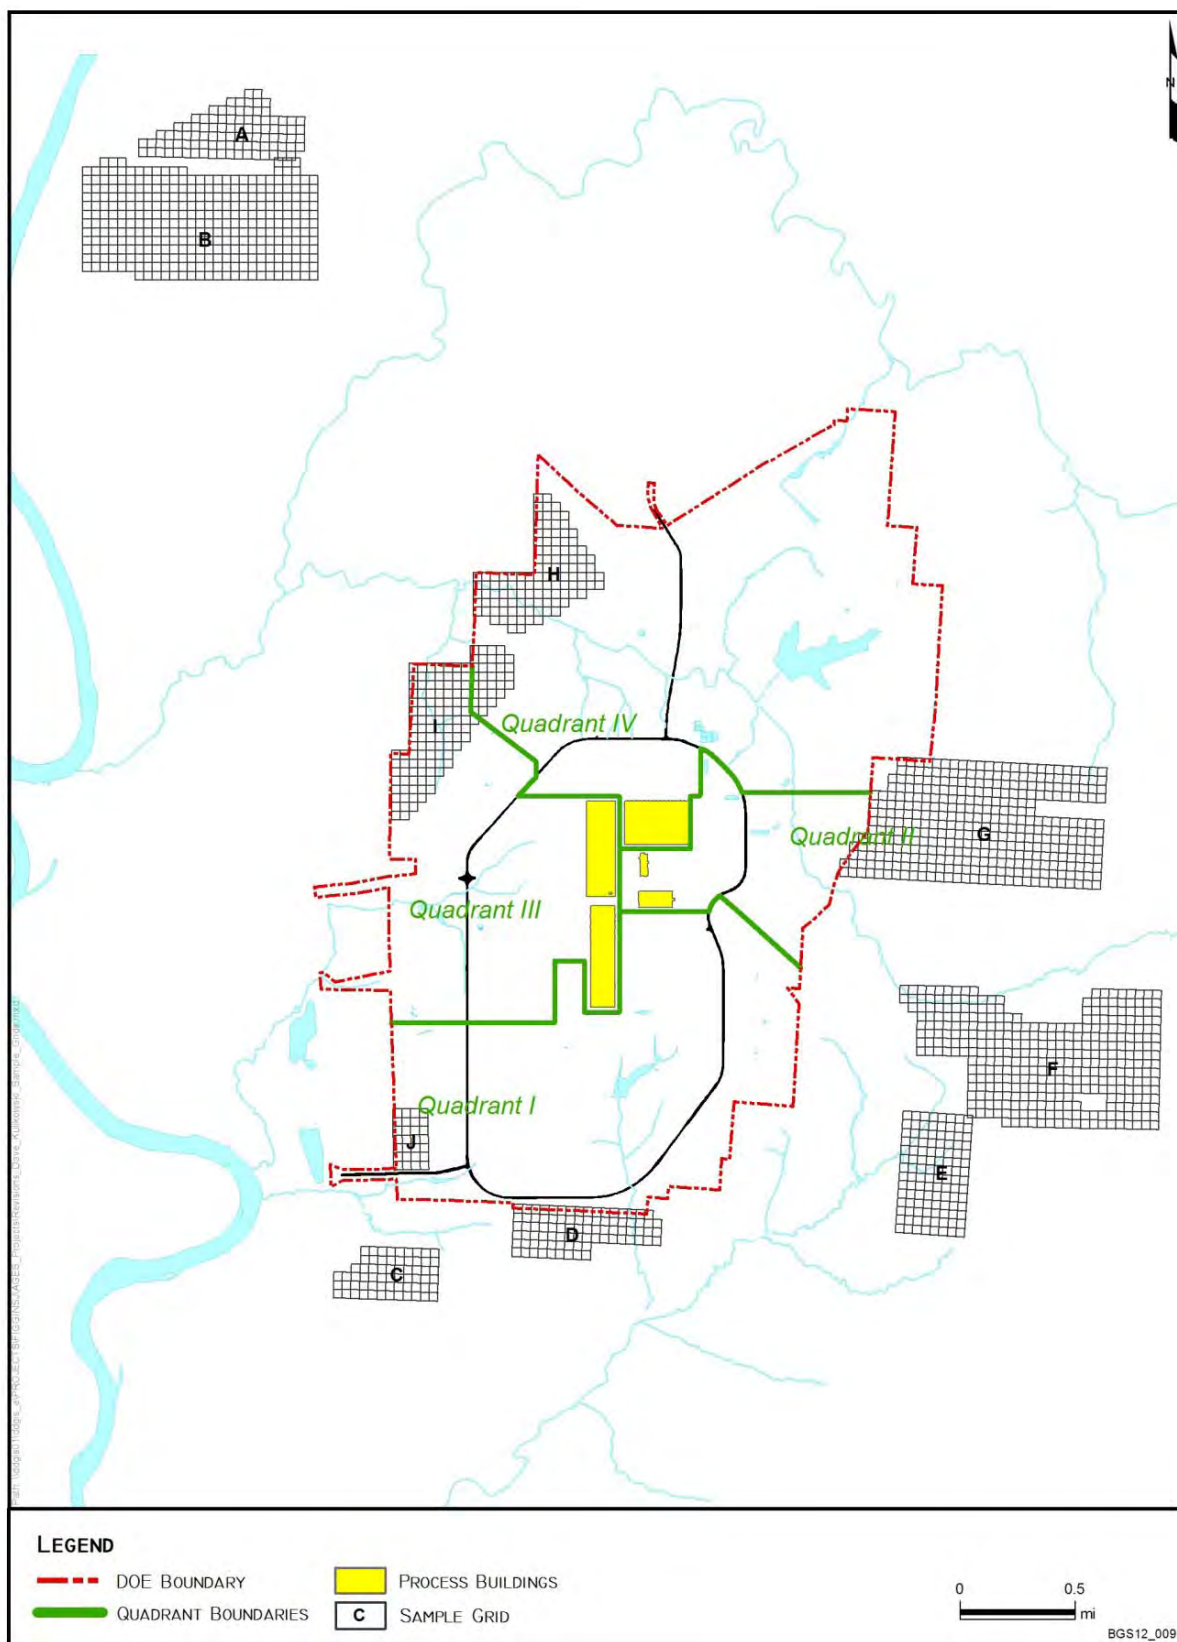 N
A
B
H
I
Quadrant IV
G
Quadrant II
Quadrant III
F
Quadrant I
J
E
D
C
LEGEND
DOE BOUNDARY
PROCESS BUILDINGS
QUADRANT BOUNDARIES
C
SAMPLE GRID
0 0.5
mi
BGS12_009